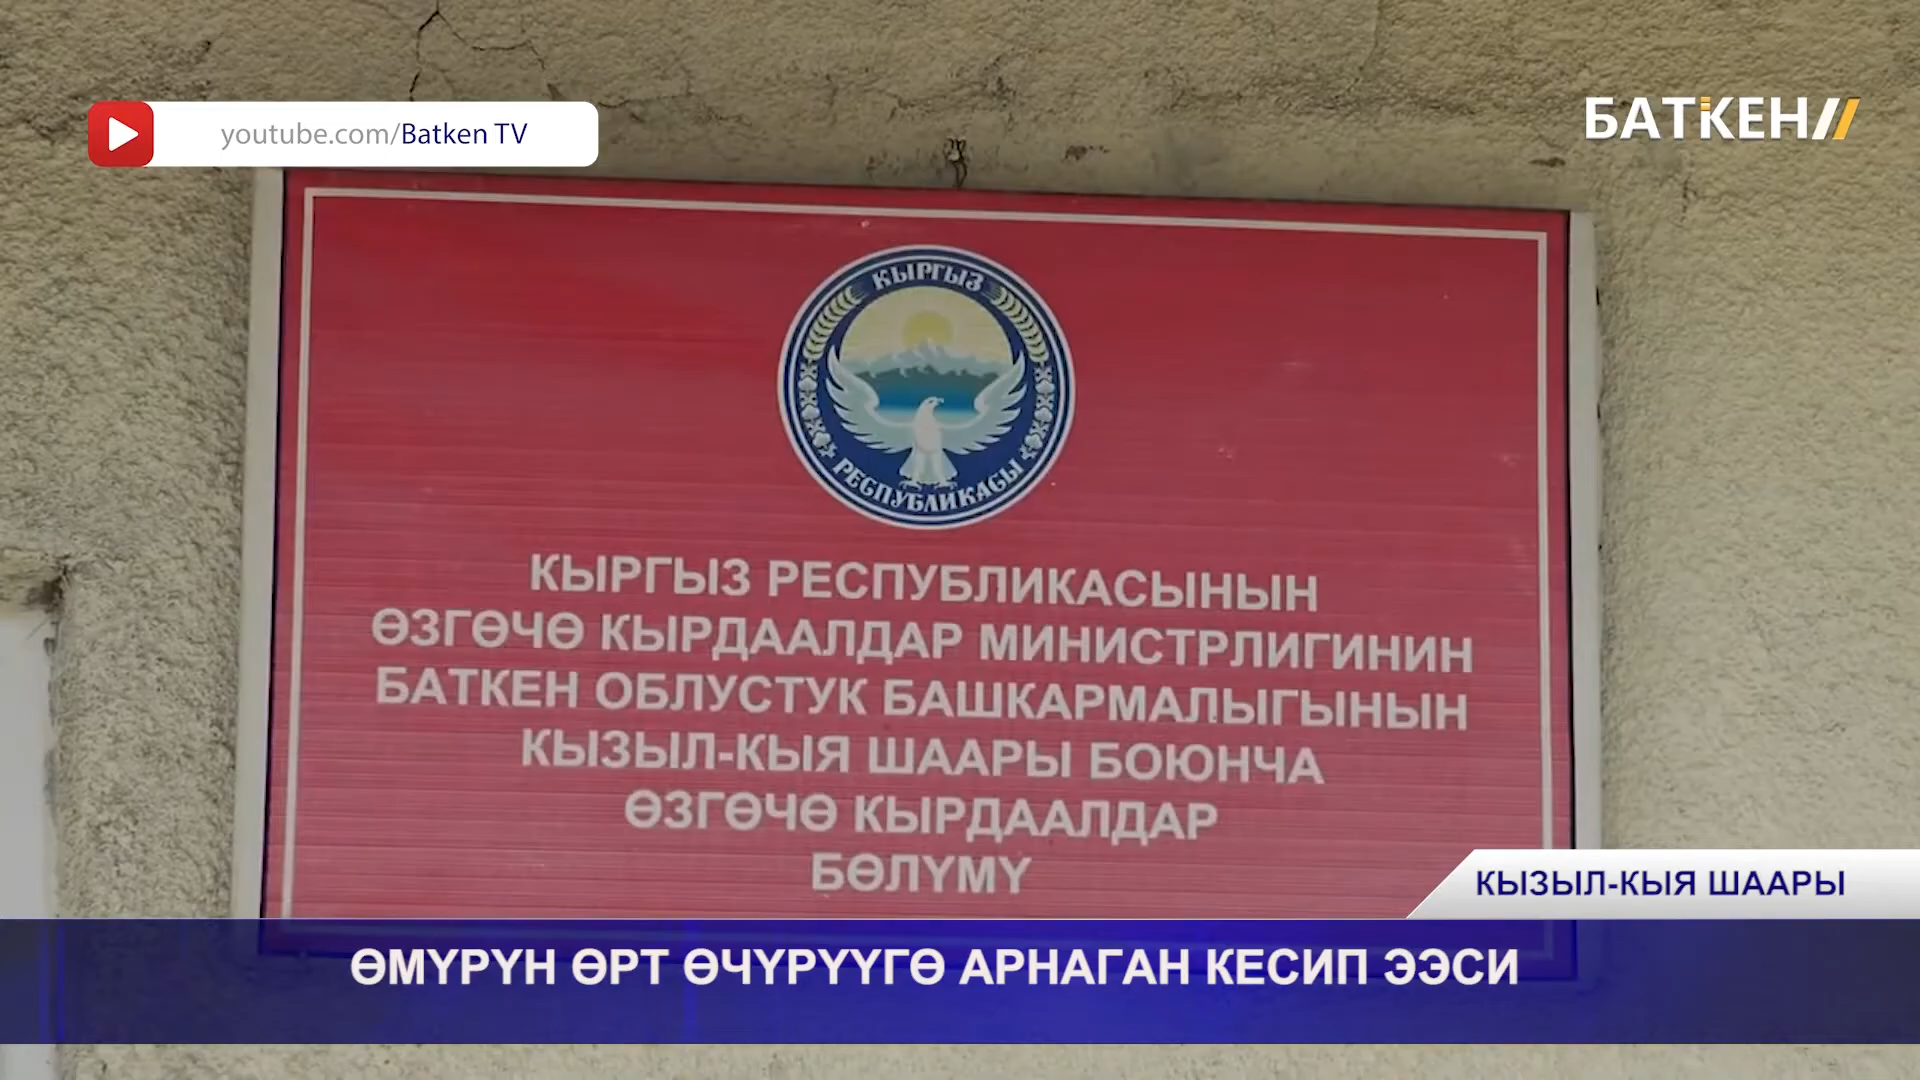 youtube.com/Batken TV
БАТКЕН
КЫРГЫЗ
РЕСПУБЛИКАСЫ
КЫРГЫЗ РЕСПУБЛИКАСЫНЫН
ӨЗГӨЧӨ КЫРДААЛДАР МИНИСТРЛИГИНИН
БАТКЕН ОБЛУСТУК БАШКАРМАЛЫГЫНЫН
КЫЗЫЛ-КЫЯ ШААРЫ БОЮНЧА
ӨЗГӨЧӨ КЫРДААЛДАР
БӨЛҮМҮ
КЫЗЫЛ-КЫЯ ШААРЫ
ӨМҮРҮН ӨРТ ӨЧҮРҮҮГӨ АРНАГАН КЕСИП ЭЭСИ